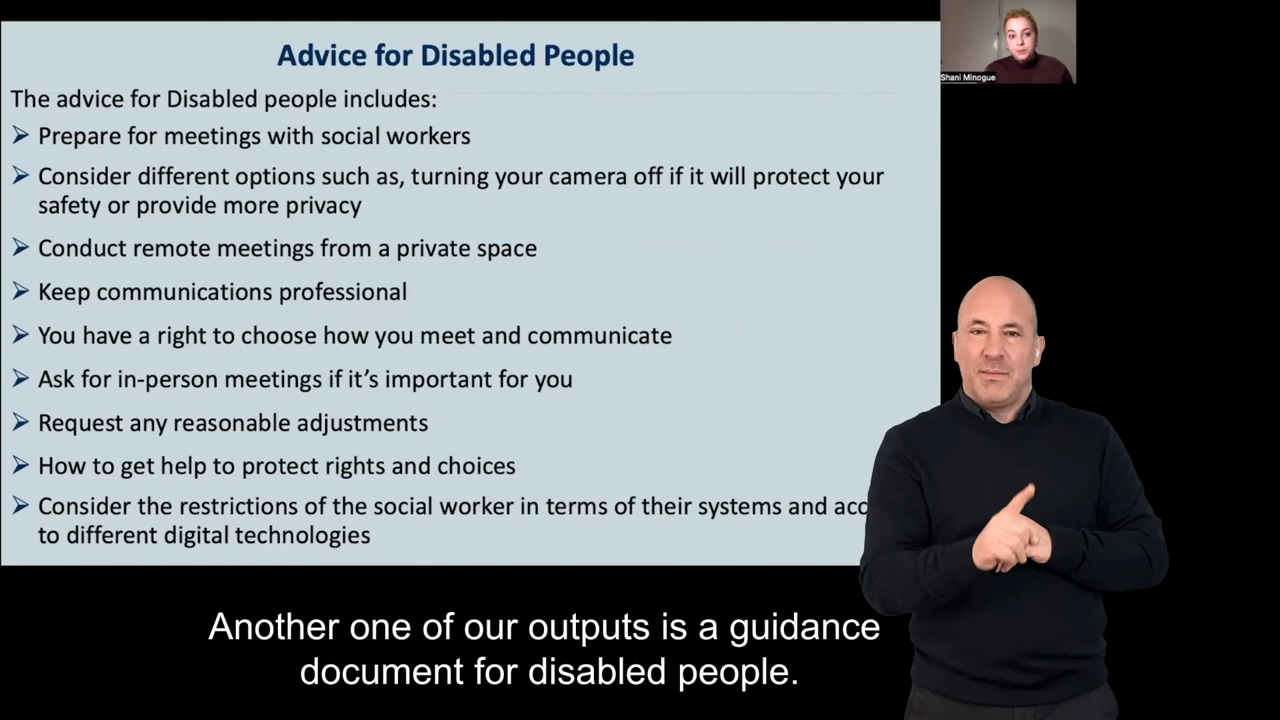 Advice for Disabled People
Shani Minogue
The advice for Disabled people includes:
➢ Prepare for meetings with social workers
➢ Consider different options such as, turning your camera off if it will protect your
safety or provide more privacy
➢ Conduct remote meetings from a private space
➢ Keep communications professional
➢ You have a right to choose how you meet and communicate
➢ Ask for in-person meetings if it’s important for you
➢ Request any reasonable adjustments
➢ How to get help to protect rights and choices
➢ Consider the restrictions of the social worker in terms of their systems and
to different digital technologies
Another one of our outputs is a guidance
document for disabled people.